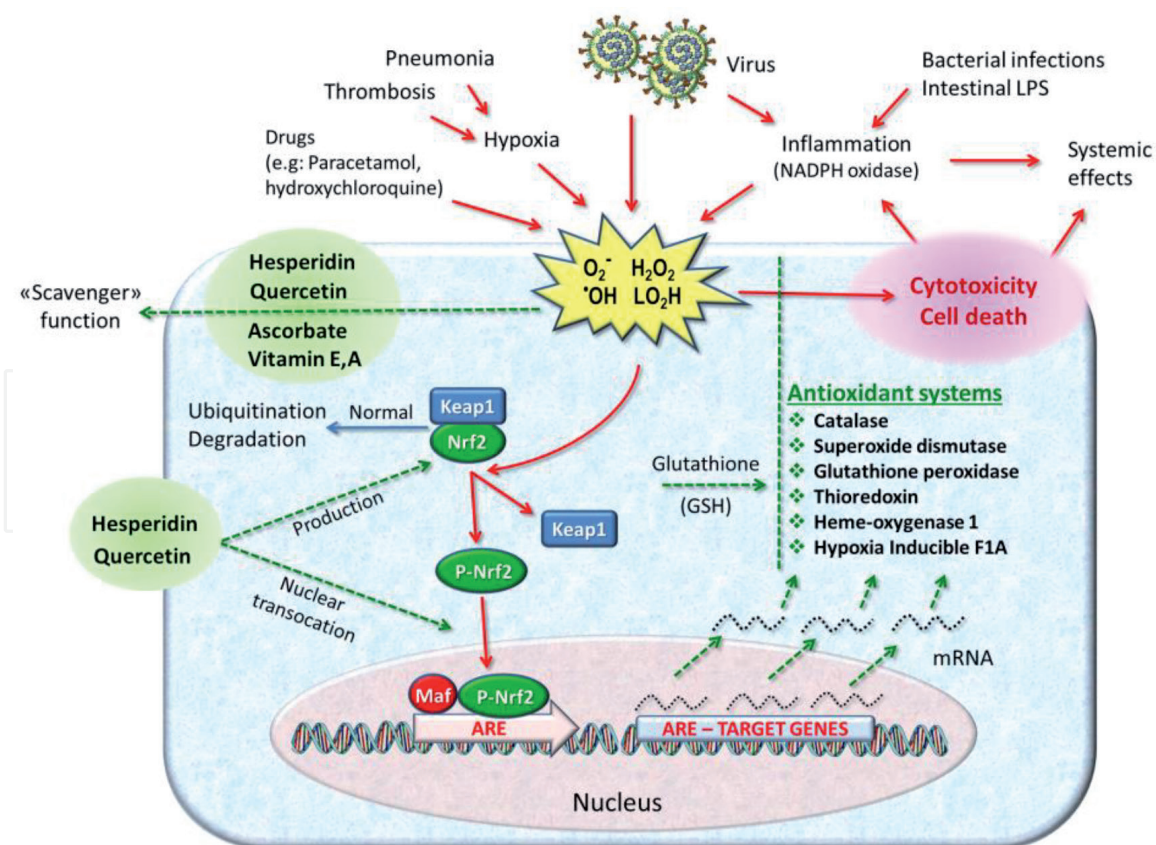 Pneumonia
Thrombosis
Hypoxia
Drugs
(e.g: Paracetamol,
hydroxychloroquine)
Virus
Bacterial infections
Intestinal LPS
Inflammation
(NADPH oxidase)
Systemic
effects
O₂⁻ H₂O₂
•OH LO₂H
Cytotoxicity
Cell death
«Scavenger»
function
Hesperidin
Quercetin
Ascorbate
Vitamin E,A
Ubiquitination
Degradation
Normal
Keap1
Nrf2
Hesperidin
Quercetin
Production
Nuclear
transocation
Keap1
P-Nrf2
Glutathione
(GSH)
Antioxidant systems
❖ Catalase
❖ Superoxide dismutase
❖ Glutathione peroxidase
❖ Thioredoxin
❖ Heme-oxygenase 1
❖ Hypoxia Inducible F1A
mRNA
Maf
P-Nrf2
ARE
ARE – TARGET GENES
Nucleus